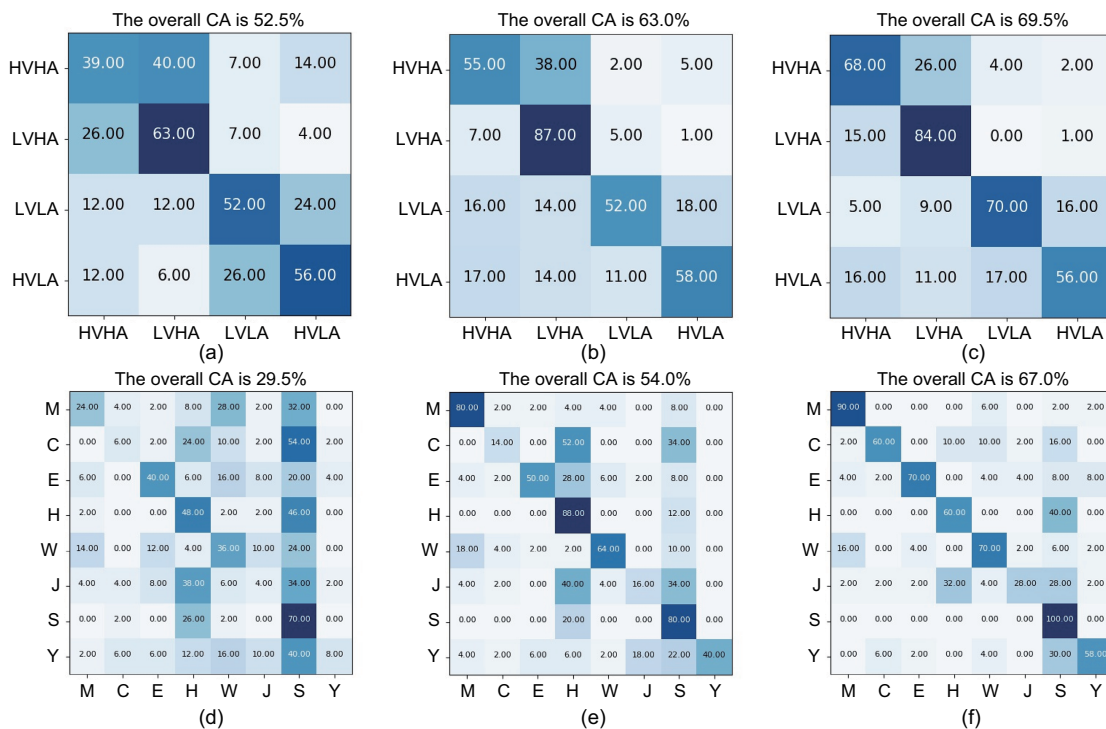 The overall CA is 52.5%
HVHA 39.00 40.00 7.00 14.00
LVHA 26.00 63.00 7.00 4.00
LVLA 12.00 12.00 52.00 24.00
HVLA 12.00 6.00 26.00 56.00
HVHA LVHA LVLA HVLA
(a)
The overall CA is 63.0%
HVHA 55.00 38.00 2.00 5.00
LVHA 7.00 87.00 5.00 1.00
LVLA 16.00 14.00 52.00 18.00
HVLA 17.00 14.00 11.00 58.00
HVHA LVHA LVLA HVLA
(b)
The overall CA is 69.5%
HVHA 68.00 26.00 4.00 2.00
LVHA 15.00 84.00 0.00 1.00
LVLA 5.00 9.00 70.00 16.00
HVLA 16.00 11.00 17.00 56.00
HVHA LVHA LVLA HVLA
(c)
The overall CA is 29.5%
M 24.00 4.00 2.00 8.00 28.00 2.00 32.00 0.00
C 0.00 6.00 2.00 24.00 10.00 2.00 54.00 0.00
E 6.00 0.00 40.00 6.00 16.00 8.00 20.00 4.00
H 2.00 0.00 0.00 48.00 2.00 2.00 46.00 0.00
W 14.00 0.00 12.00 4.00 36.00 10.00 24.00 0.00
J 4.00 4.00 8.00 38.00 6.00 4.00 34.00 2.00
S 0.00 2.00 0.00 26.00 2.00 0.00 70.00 0.00
Y 2.00 6.00 6.00 12.00 16.00 10.00 40.00 8.00
M C E H W J S Y
(d)
The overall CA is 54.0%
M 80.00 2.00 2.00 4.00 4.00 0.00 8.00 0.00
C 0.00 14.00 0.00 52.00 0.00 0.00 34.00 0.00
E 4.00 2.00 50.00 28.00 6.00 2.00 8.00 0.00
H 0.00 0.00 0.00 88.00 0.00 0.00 12.00 0.00
W 18.00 4.00 2.00 2.00 64.00 0.00 10.00 0.00
J 4.00 2.00 0.00 40.00 4.00 16.00 34.00 0.00
S 0.00 0.00 0.00 20.00 0.00 0.00 80.00 0.00
Y 4.00 2.00 6.00 6.00 2.00 18.00 22.00 40.00
M C E H W J S Y
(e)
The overall CA is 67.0%
M 90.00 0.00 0.00 0.00 6.00 0.00 2.00 2.00
C 2.00 60.00 0.00 10.00 10.00 2.00 16.00 0.00
E 4.00 2.00 70.00 4.00 4.00 4.00 8.00 8.00
H 0.00 0.00 0.00 60.00 0.00 0.00 40.00 0.00
W 16.00 0.00 4.00 0.00 70.00 2.00 6.00 2.00
J 2.00 2.00 2.00 32.00 4.00 28.00 28.00 2.00
S 0.00 0.00 0.00 0.00 0.00 0.00 100.00 0.00
Y 0.00 6.00 2.00 0.00 4.00 0.00 30.00 58.00
M C E H W J S Y
(f)